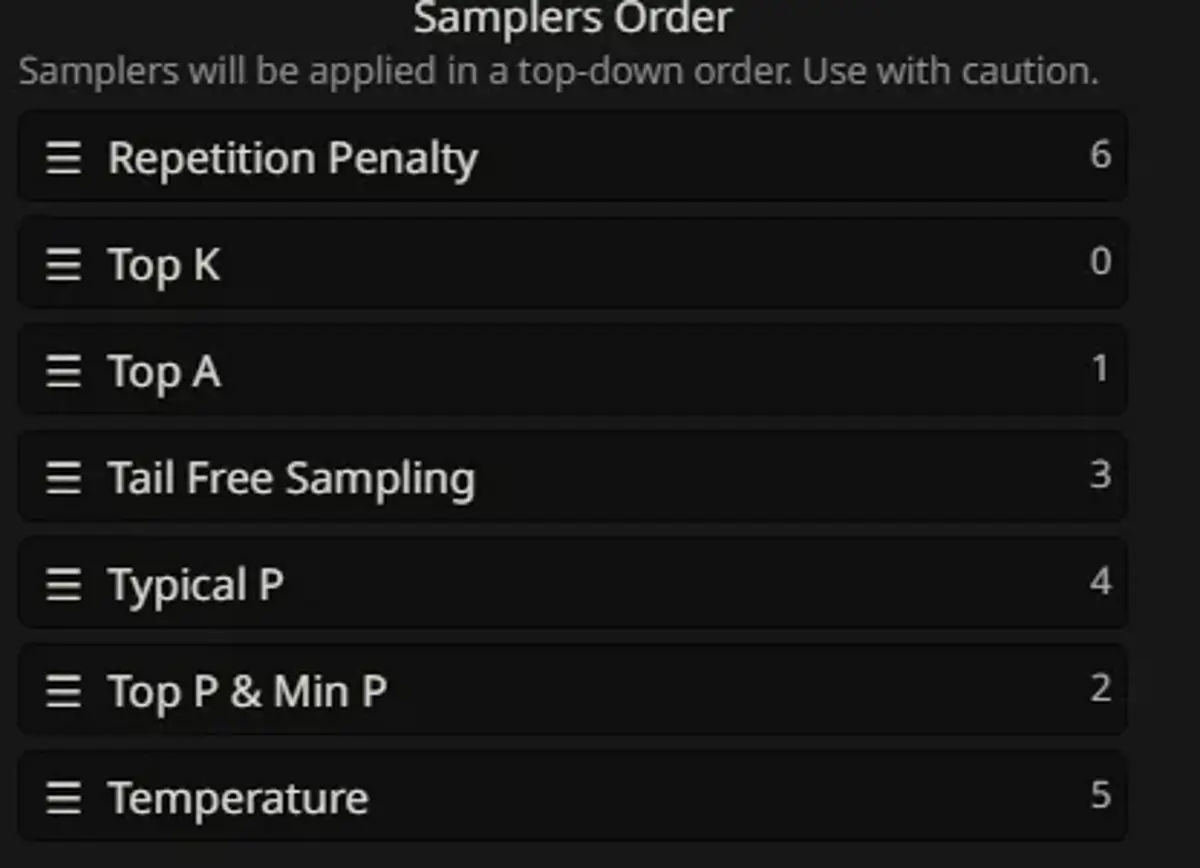 Samplers Order
Samplers will be applied in a top-down order. Use with caution.
Repetition Penalty 6
Top K 0
Top A 1
Tail Free Sampling 3
Typical P 4
Top P & Min P 2
Temperature 5